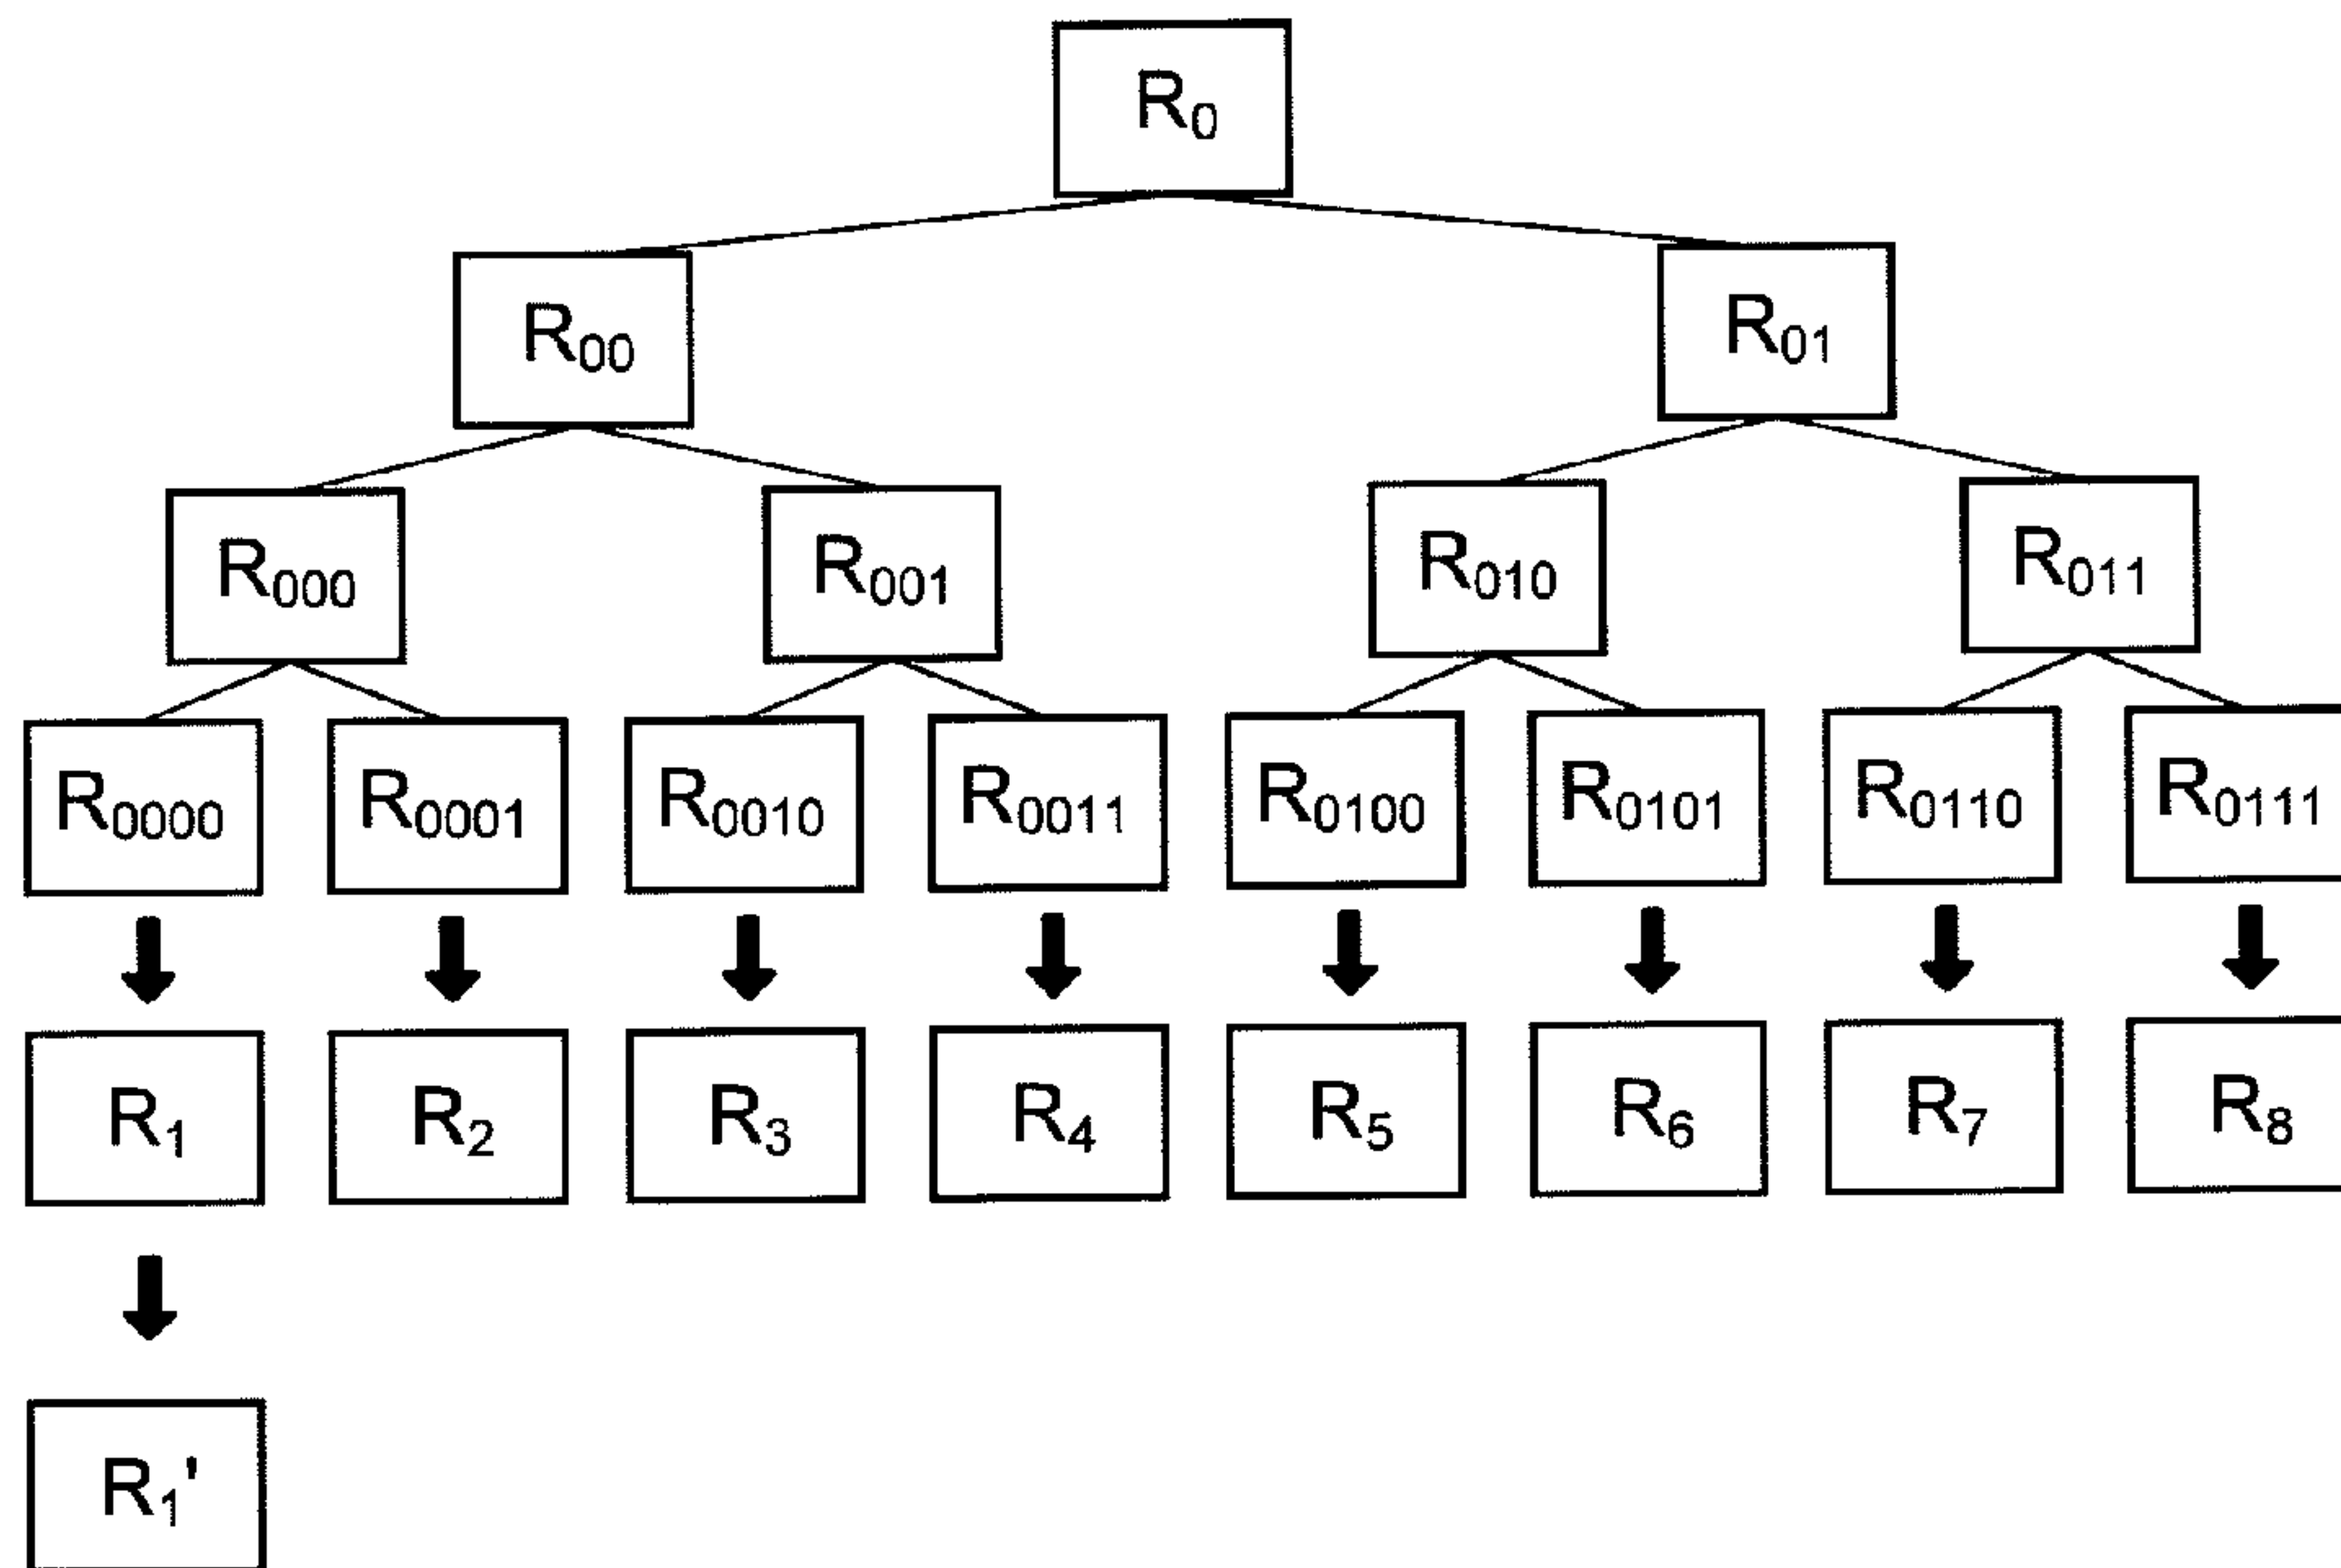 R₀
R₀₀ R₀₁
R₀₀₀ R₀₀₁ R₀₁₀ R₀₁₁
R₀₀₀₀ R₀₀₀₁ R₀₀₁₀ R₀₀₁₁ R₀₁₀₀ R₀₁₀₁ R₀₁₁₀ R₀₁₁₁
R₁ R₂ R₃ R₄ R₅ R₆ R₇ R₈
R₁'